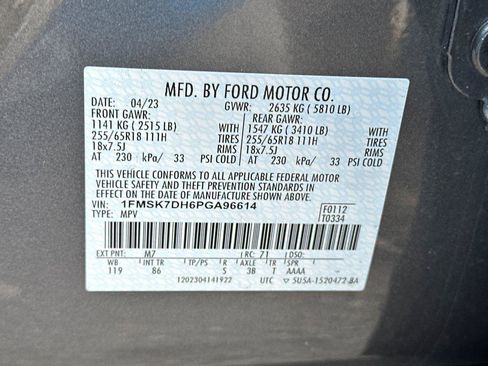 MFD. BY FORD MOTOR CO.
DATE: 04/23 GVWR: 2635 KG ( 5810 LB)
FRONT GAWR: REAR GAWR:
1141 KG ( 2515 LB) 1547 KG ( 3410 LB)
255/65R18 111H TIRES 255/65R18 111H TIRES
18x7.5J RIMS 18x7.5J RIMS
AT 230 kPa/ 33 PSI COLD AT 230 kPa/ 33 PSI COLD
THIS VEHICLE CONFORMS TO ALL APPLICABLE FEDERAL MOTOR
VEHICLE SAFETY AND THEFT PREVENTION STANDARDS IN
EFFECT ON THE DATE OF MANUFACTURE SHOWN ABOVE.
VIN: 1FMSK7DH6PGA96614 F0112
TYPE: MPV T0334
EXT PNT: M7 RC: 71 DSO:
WB INT TR TP/PS R AXLE TR SPR
119 86 S 3B T AAAA -
1202304141922 UTC 5U5A-1520472-BA